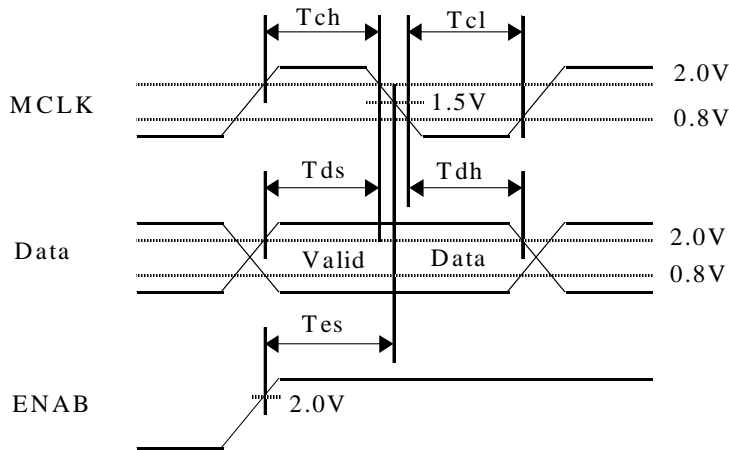 Tch Tcl
2.0V
MCLK 1.5V
0.8V
Tds Tdh
Data 2.0V
Valid Data
0.8V
Tes
ENAB 2.0V